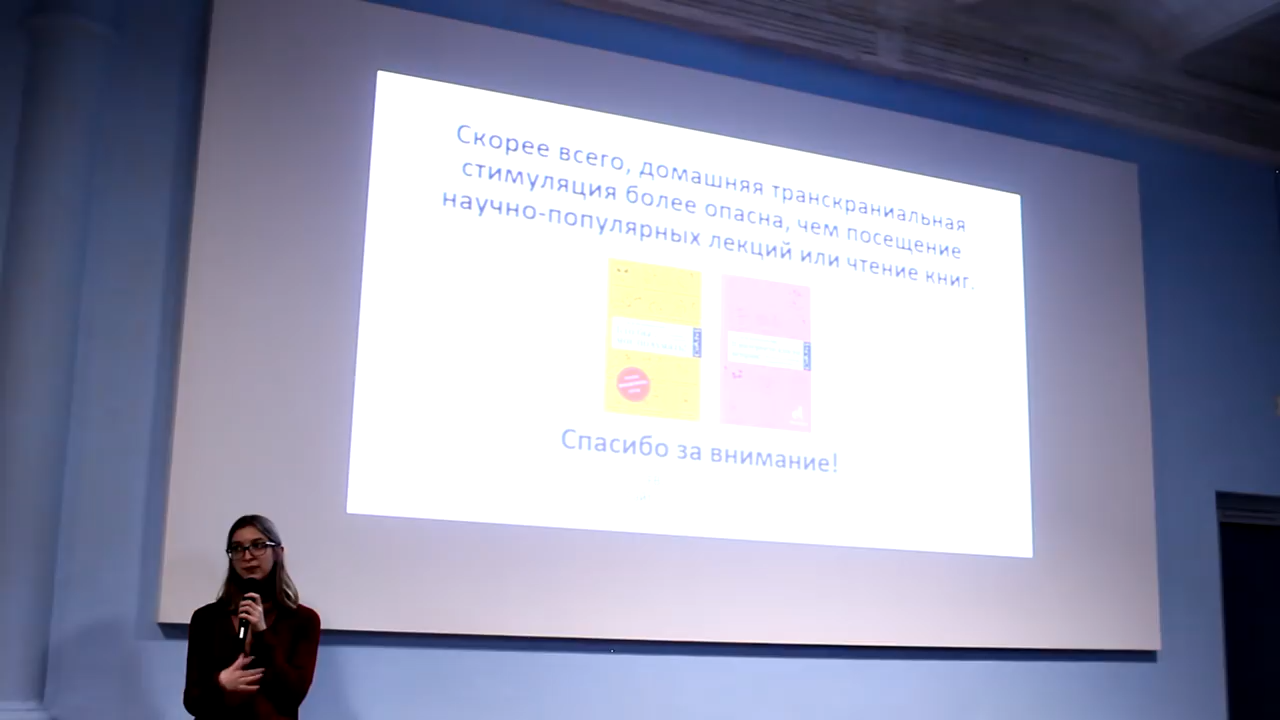 Скорее всего, домашняя транскраниальная
стимуляция более опасна, чем посещение
научно-популярных лекций или чтение книг.
Спасибо за внимание!